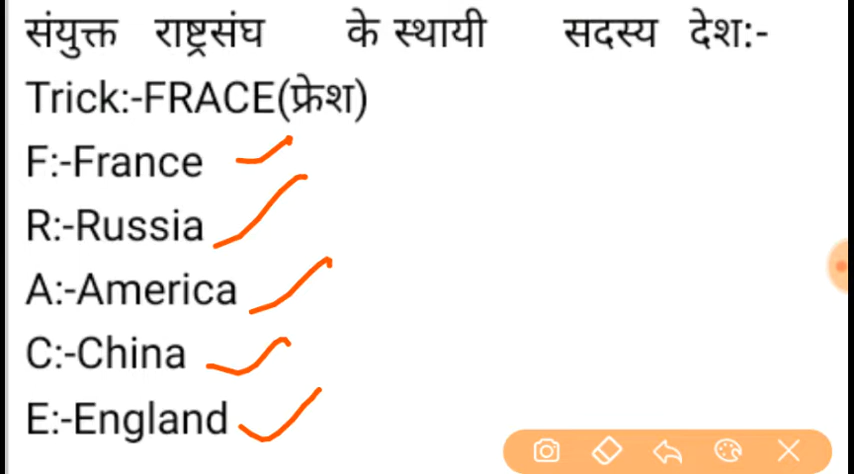 संयुक्त राष्ट्रसंघ के स्थायी सदस्य देश:-
Trick:-FRACE(फ्रेश)
F:-France
R:-Russia
A:-America
C:-China
E:-England